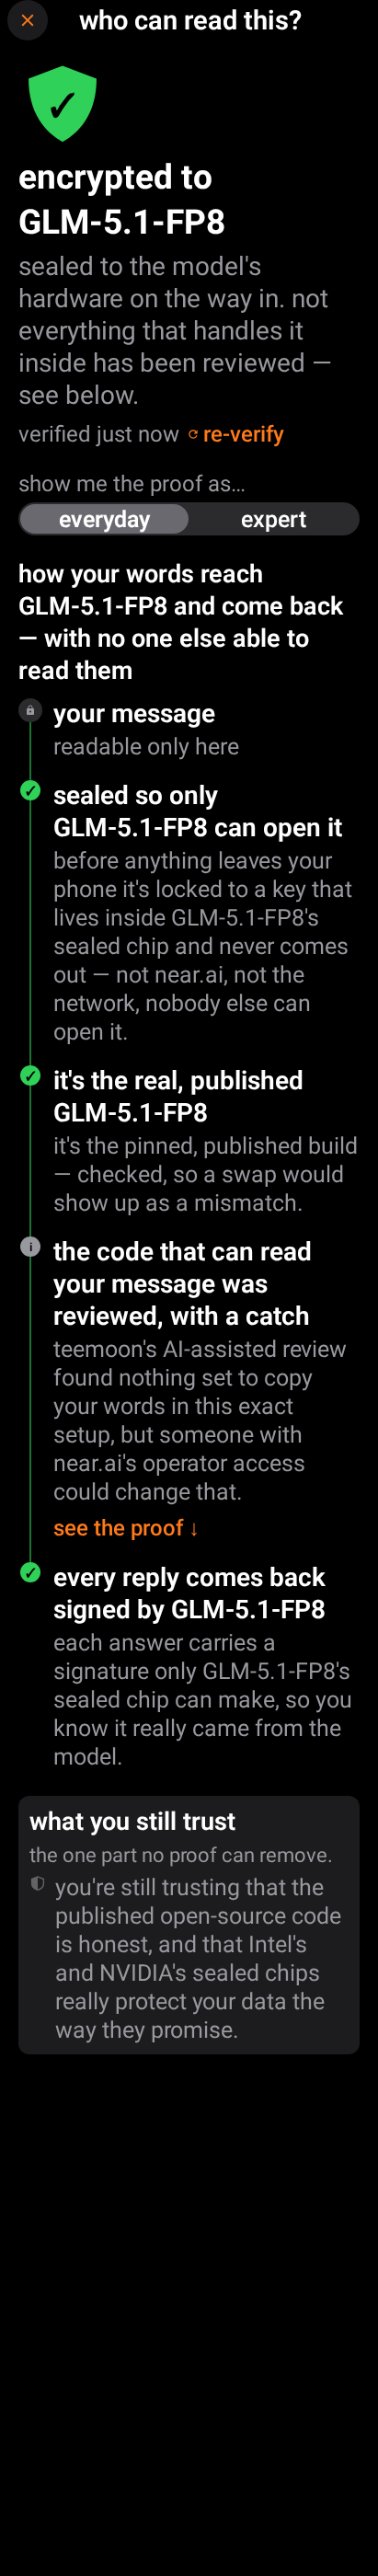 who can read this?
encrypted to
GLM-5.1-FP8
sealed to the model's
hardware on the way in. not
everything that handles it
inside has been reviewed —
see below.
verified just now re-verify
show me the proof as...
everyday expert
how your words reach
GLM-5.1-FP8 and come back
— with no one else able to
read them
your message
readable only here
sealed so only
GLM-5.1-FP8 can open it
before anything leaves your
phone it's locked to a key that
lives inside GLM-5.1-FP8's
sealed chip and never comes
out — not near.ai, not the
network, nobody else can
open it.
it's the real, published
GLM-5.1-FP8
it's the pinned, published build
— checked, so a swap would
show up as a mismatch.
the code that can read
your message was
reviewed, with a catch
teemoon's AI-assisted review
found nothing set to copy
your words in this exact
setup, but someone with
near.ai's operator access
could change that.
see the proof ↓
every reply comes back
signed by GLM-5.1-FP8
each answer carries a
signature only GLM-5.1-FP8's
sealed chip can make, so you
know it really came from the
model.
what you still trust
the one part no proof can remove.
you're still trusting that the
published open-source code
is honest, and that Intel's
and NVIDIA's sealed chips
really protect your data the
way they promise.